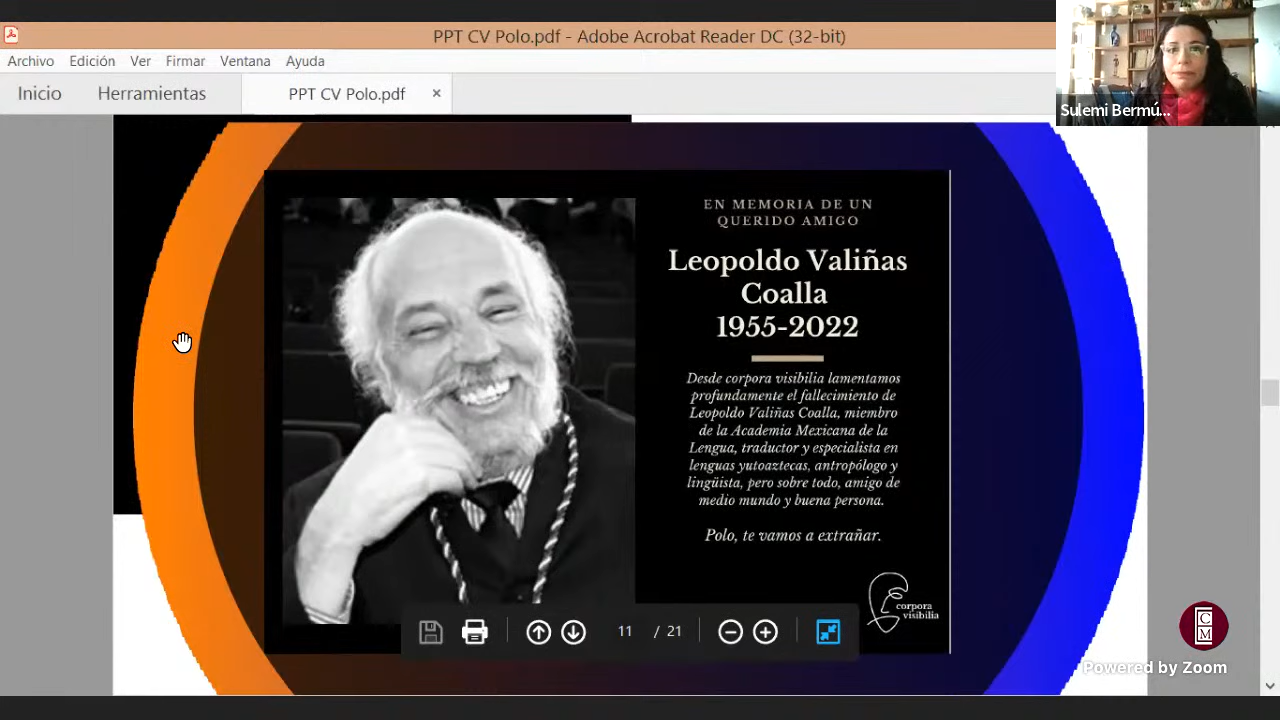 PPT CV Polo.pdf - Adobe Acrobat Reader DC (32-bit)
Archivo Edición Ver Firmar Ventana Ayuda
Inicio Herramientas PPT CV Polo.pdf ×
Sulemi Bermú...
EN MEMORIA DE UN
QUERIDO AMIGO
Leopoldo Valiñas
Coalla
1955-2022
Desde corpora visibilia lamentamos
profundamente el fallecimiento de
Leopoldo Valiñas Coalla, miembro
de la Academia Mexicana de la
Lengua, traductor y especialista en
lenguas yutoaztecas, antropólogo y
lingüista, pero sobre todo, amigo de
medio mundo y buena persona.
Polo, te vamos a extrañar.
corpora
visibilia
11 / 21
CM
Powered by Zoom